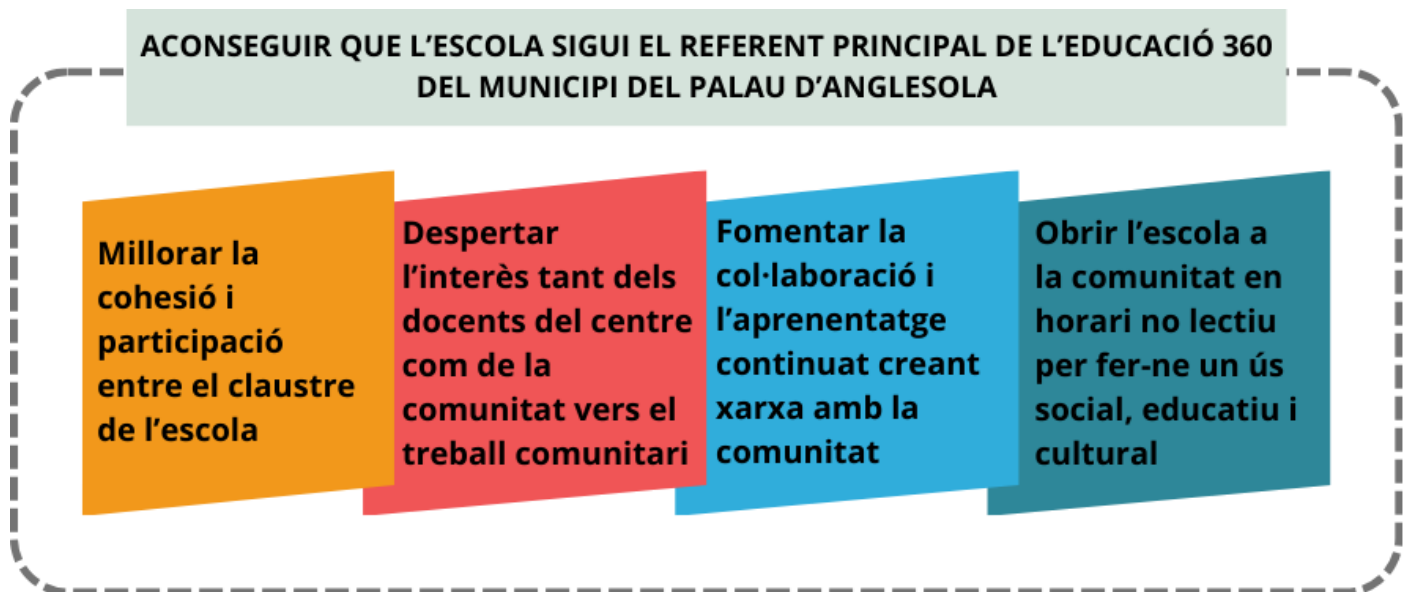 ACONSEGUIR QUE L’ESCOLA SIGUI EL REFERENT PRINCIPAL DE L’EDUCACIÓ 360
DEL MUNICIPI DEL PALAU D’ANGLESOLA
Millorar la
cohesió i
participació
entre el claustre
de l’escola
Despertar
l’interès tant dels
docents del centre
com de la
comunitat vers el
treball comunitari
Fomentar la
col·laboració i
l’aprenentatge
continuat creant
xarxa amb la
comunitat
Obrir l’escola a
la comunitat en
horari no lectiu
per fer-ne un ús
social, educatiu i
cultural